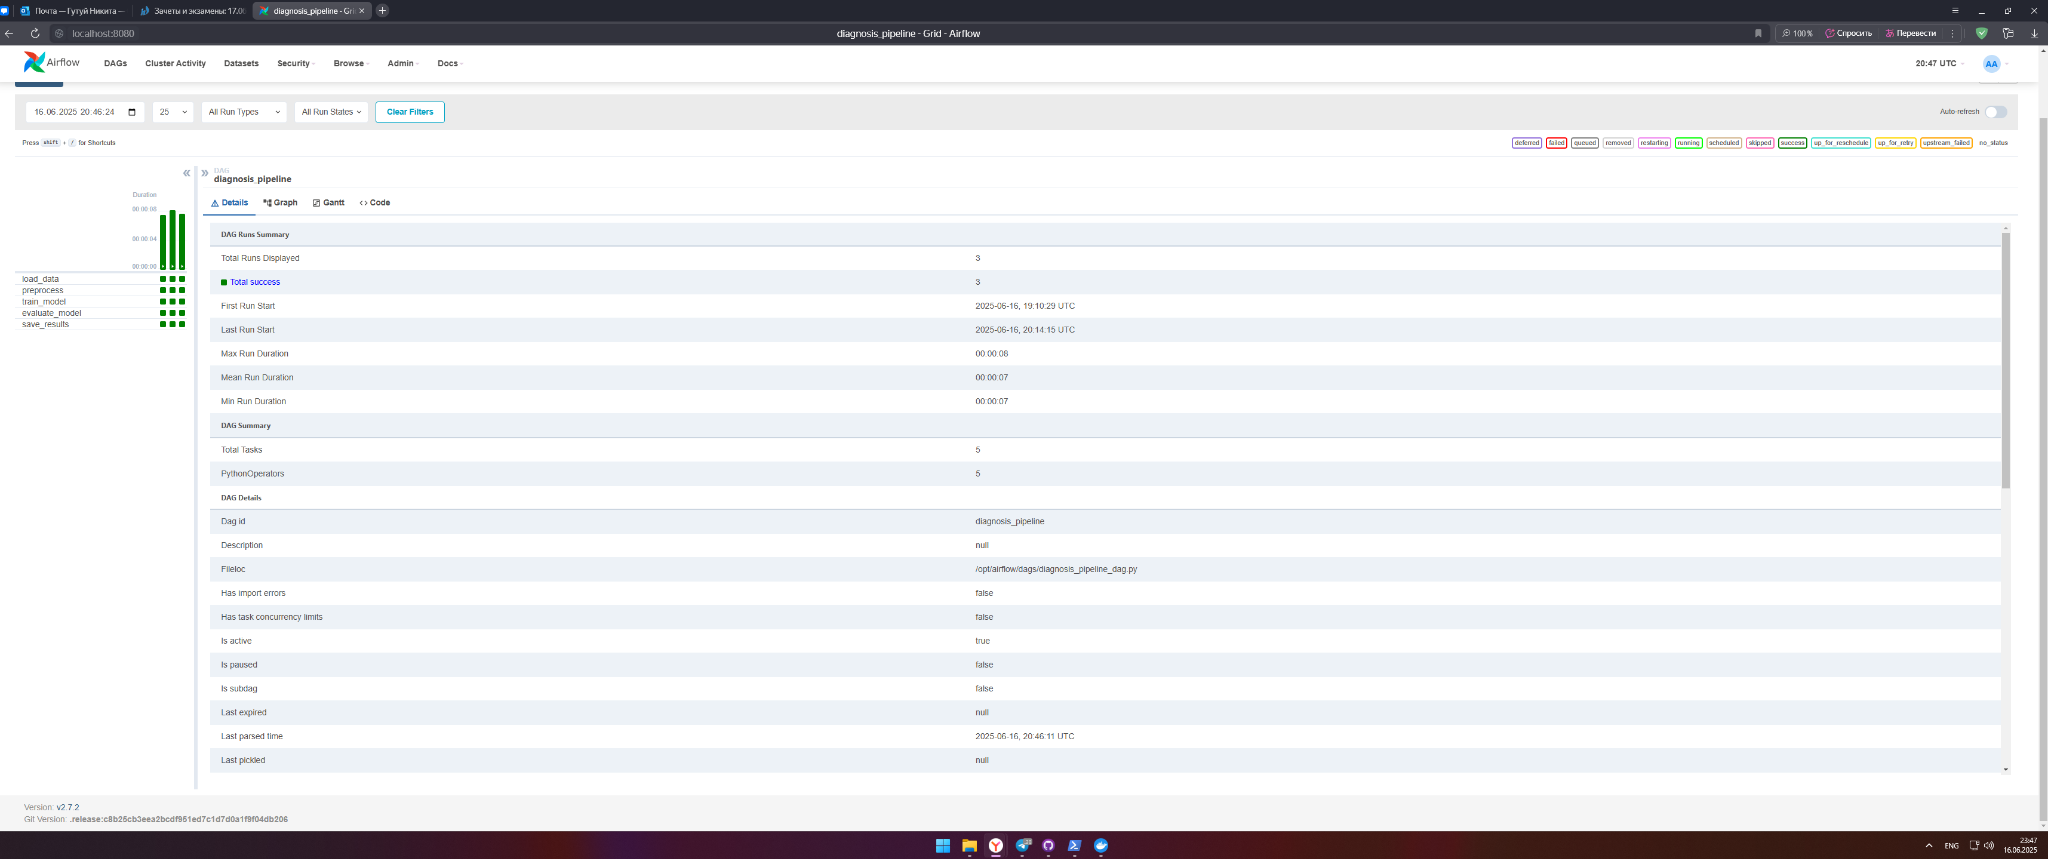 Почта — Гутуй Никита —
Зачеты и экзамены: 17.0
diagnosis_pipeline - Gri
localhost:8080
diagnosis_pipeline - Grid - Airflow
100%
Спросить
Перевести
Airflow
DAGs
Cluster Activity
Datasets
Security
Browse
Admin
Docs
20:47 UTC
AA
16.06.2025 20:46:24
25
All Run Types
All Run States
Clear Filters
Auto-refresh
Press shift + / for Shortcuts
deferred
failed
queued
removed
restarting
running
scheduled
skipped
success
up_for_reschedule
up_for_retry
upstream_failed
no_status
DAG
diagnosis_pipeline
Duration
00:00:08
00:00:04
00:00:00
load_data
preprocess
train_model
evaluate_model
save_results
Details
Graph
Gantt
Code
DAG Runs Summary
Total Runs Displayed 3
Total success 3
First Run Start 2025-06-16, 19:10:29 UTC
Last Run Start 2025-06-16, 20:14:15 UTC
Max Run Duration 00:00:08
Mean Run Duration 00:00:07
Min Run Duration 00:00:07
DAG Summary
Total Tasks 5
PythonOperators 5
DAG Details
Dag id diagnosis_pipeline
Description null
Fileloc /opt/airflow/dags/diagnosis_pipeline_dag.py
Has import errors false
Has task concurrency limits false
Is active true
Is paused false
Is subdag false
Last expired null
Last parsed time 2025-06-16, 20:46:11 UTC
Last pickled null
Version: v2.7.2
Git Version: .release:c8b25cb3eea2bcdf951ed7c1d7d0a1f9f04db206
ENG
23:47
16.06.2025